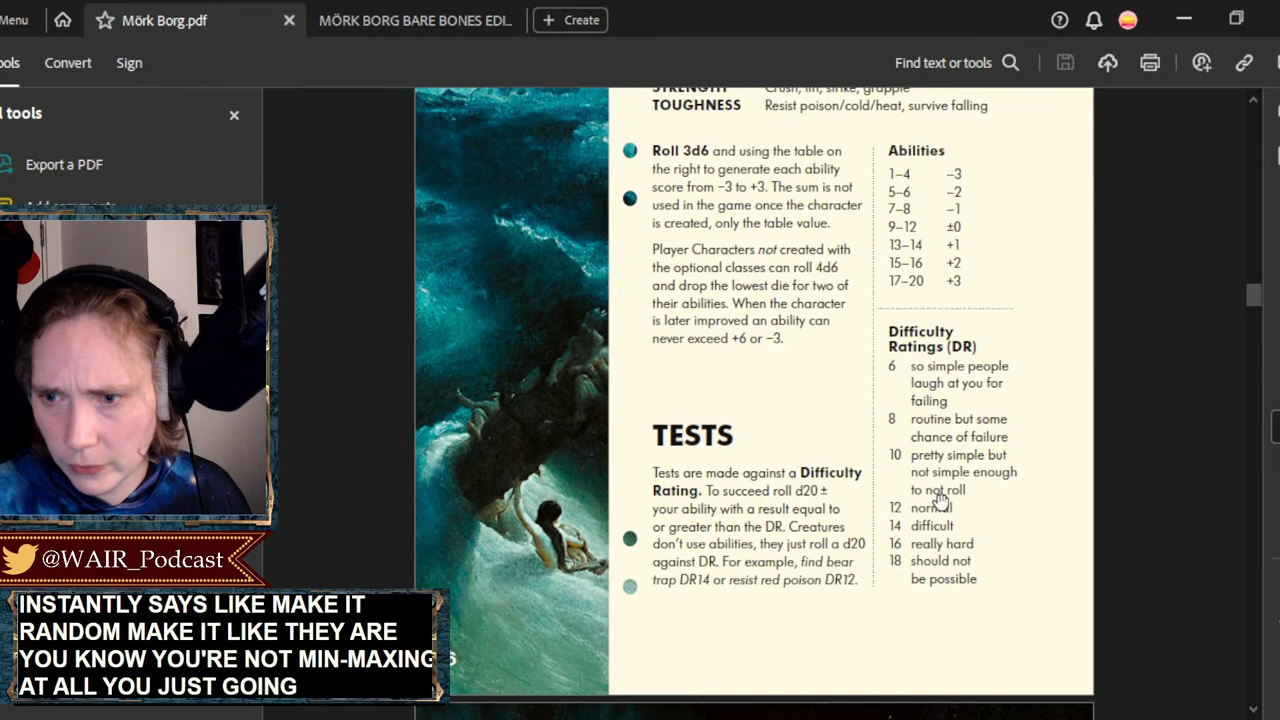 Menu
Mörk Borg.pdf
MÖRK BORG BARE BONES EDI...
Create
ols
Convert
Sign
Find text or tools
l tools
Export a PDF
STRENGHT Crush, lift, strike, grapple
TOUGHNESS Resist poison/cold/heat, survive falling
Roll 3d6 and using the table on
the right to generate each ability
score from −3 to +3. The sum is not
used in the game once the character
is created, only the table value.
Player Characters not created with
the optional classes can roll 4d6
and drop the lowest die for two of
their abilities. When the character
is later improved an ability can
never exceed +6 or −3.
TESTS
Tests are made against a Difficulty
Rating. To succeed roll d20 ±
your ability with a result equal to
or greater than the DR. Creatures
don't use abilities, they just roll a d20
against DR. For example, find bear
trap DR14 or resist red poison DR12.
Abilities
1–4 −3
5–6 −2
7–8 −1
9–12 ±0
13–14 +1
15–16 +2
17–20 +3
Difficulty
Ratings (DR)
6 so simple people
laugh at you for
failing
8 routine but some
chance of failure
10 pretty simple but
not simple enough
to not roll
12 normal
14 difficult
16 really hard
18 should not
be possible
@WAIR_Podcast
INSTANTLY SAYS LIKE MAKE IT
RANDOM MAKE IT LIKE THEY ARE
YOU KNOW YOU'RE NOT MIN-MAXING
AT ALL YOU JUST GOING